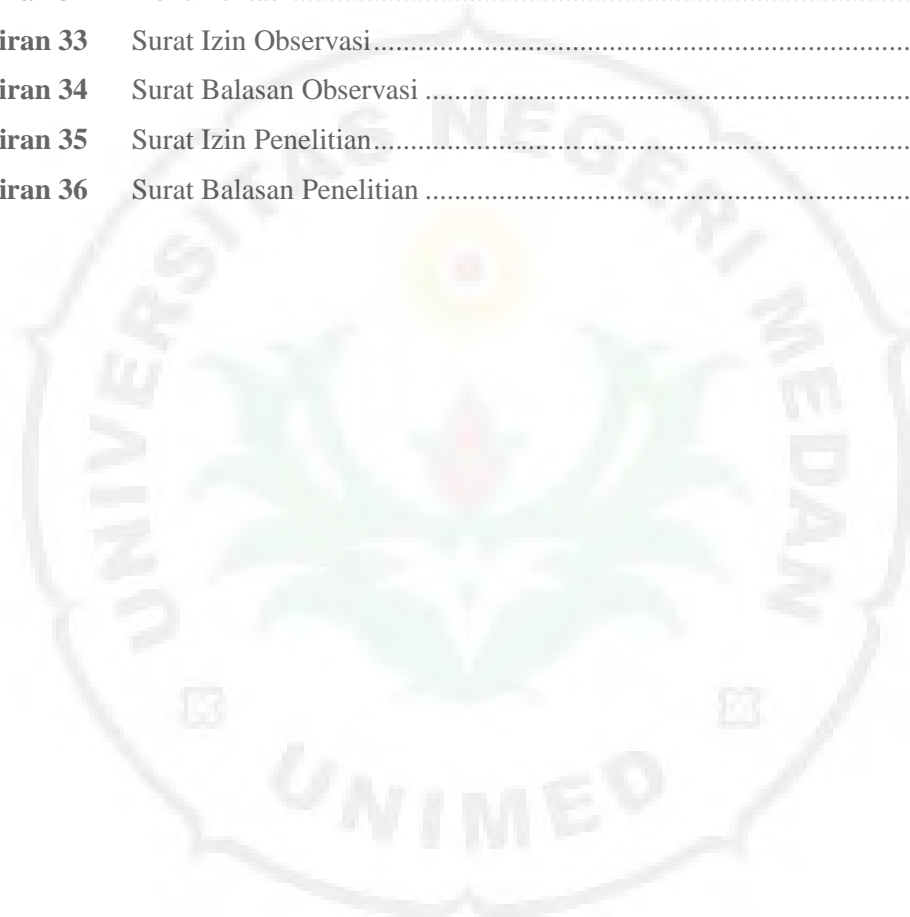 iran 33 Surat Izin Observasi................................................................................................
iran 34 Surat Balasan Observasi ......................................................................................
iran 35 Surat Izin Penelitian................................................................................................
iran 36 Surat Balasan Penelitian ......................................................................................
UNIVERSITAS NEGERI MEDAN
UNIMED